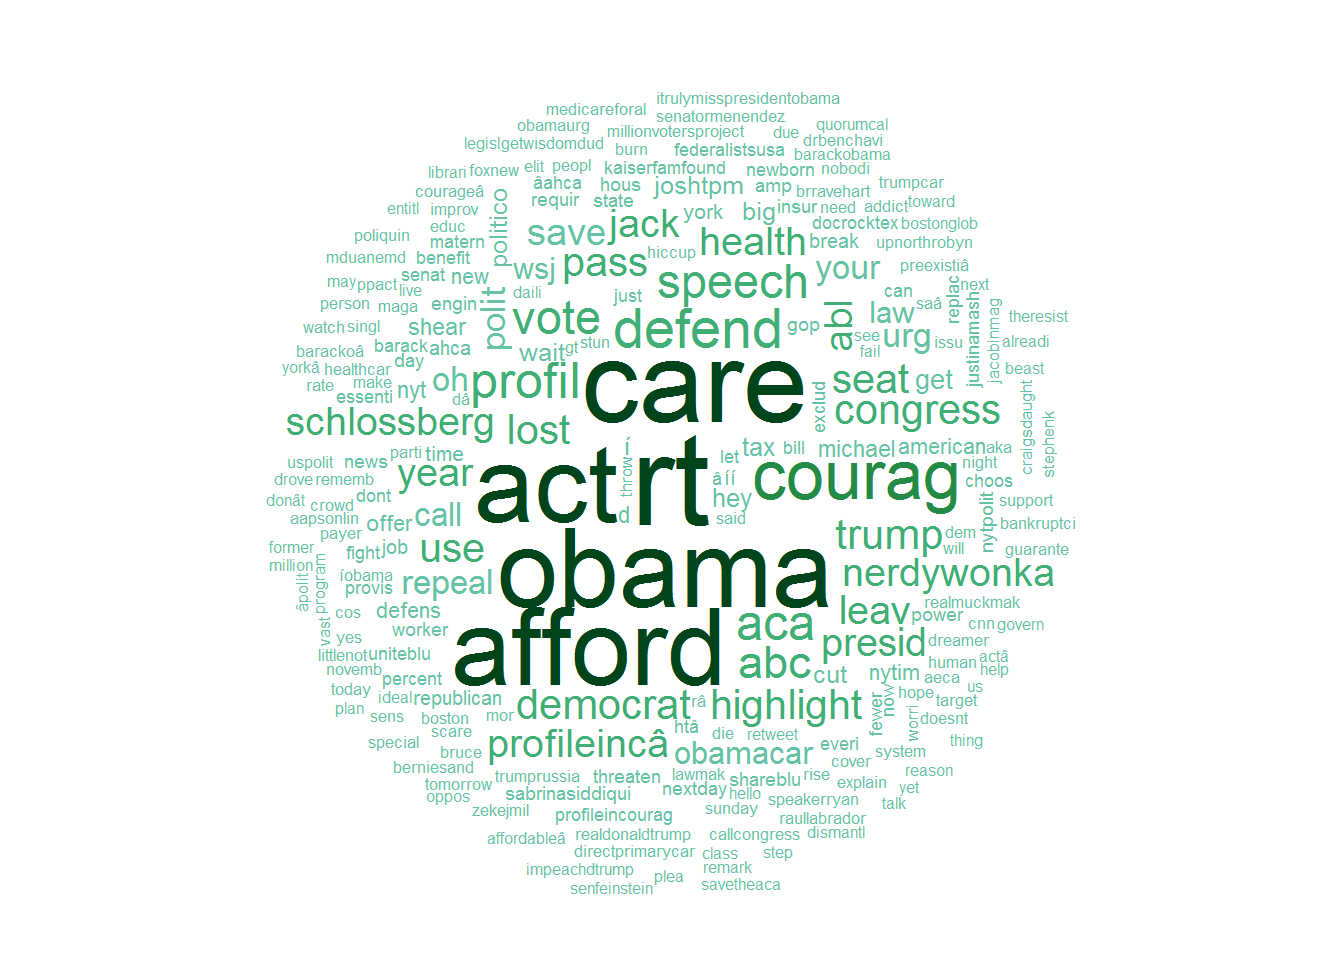 itrulymisspresidentobama
medicareforal
senatormenendez
obamaurg
millionvotersproject
due
quorumcal
legislgetwisdomdud
burn
federalistsusa
drbenchavi
barackobama
librari
foxnew
elit
peopl
kaiserfamfound
newborn
nobodi
courageâ
âahca
hous
joshtpm
amp
brravehart
trumpcar
entitl
improv
requir
state
york
big
insur
need
addict
toward
educ
politico
save
jack
docrocktex
bostonglob
poliquin
matern
health
break
upnorthrobyn
mduanemd
benefit
wsj
pass
hiccup
your
preexistiâ
may
ppact
senat
new
speech
can
saâ
replac
next
live
daili
just
person
maga
engin
polit
vote
defend
gop
abl
law
urg
justinamash
jacobinmag
theresist
watch
singl
shear
wait
gt
stun
see
issu
alreadi
barackoâ
barack
ahca
fail
yorkâ
healthcar
day
oh
profil
care
seat
get
beast
rate
make
nyt
essenti
dâ
exclud
congress
schlossberg
lost
craigsdaught
stephenk
uspolit
news
parti
time
í
let
tax
bill
michael
american
aka
drove
rememb
year
act
rt
throw
â
íí
courag
night
choos
donât
crowd
dont
hey
support
aapsonlin
offer
call
d
said
nytpolit
bankruptci
payer
trump
dem
former
fight
job
use
will
guarante
million
íobama
obama
nerdywonka
âpolit
program
provis
repeal
cos
defens
leav
realmuckmak
power
cnn
govern
vast
yes
worker
afford
aca
presid
dreamer
littlenot
uniteblu
actâ
novemb
percent
abc
cut
nytim
human
help
today
ideal
republican
aeca
us
plan
democrat
râ
highlight
fewer
now
hope
target
sens
boston
mor
worri
doesnt
scare
htâ
die
retweet
special
bruce
profileincâ
obamacar
everi
system
thing
berniesand
cover
reason
trumprussia
threaten
lawmak
shareblu
rise
explain
yet
tomorrow
oppos
sabrinasiddiqui
nextday
hello
speakerryan
talk
zekejmil
profileincourag
sunday
raullabrador
affordableâ
realdonaldtrump
callcongress
dismantl
directprimarycar
class
step
impeachdtrump
plea
remark
senfeinstein
savetheaca